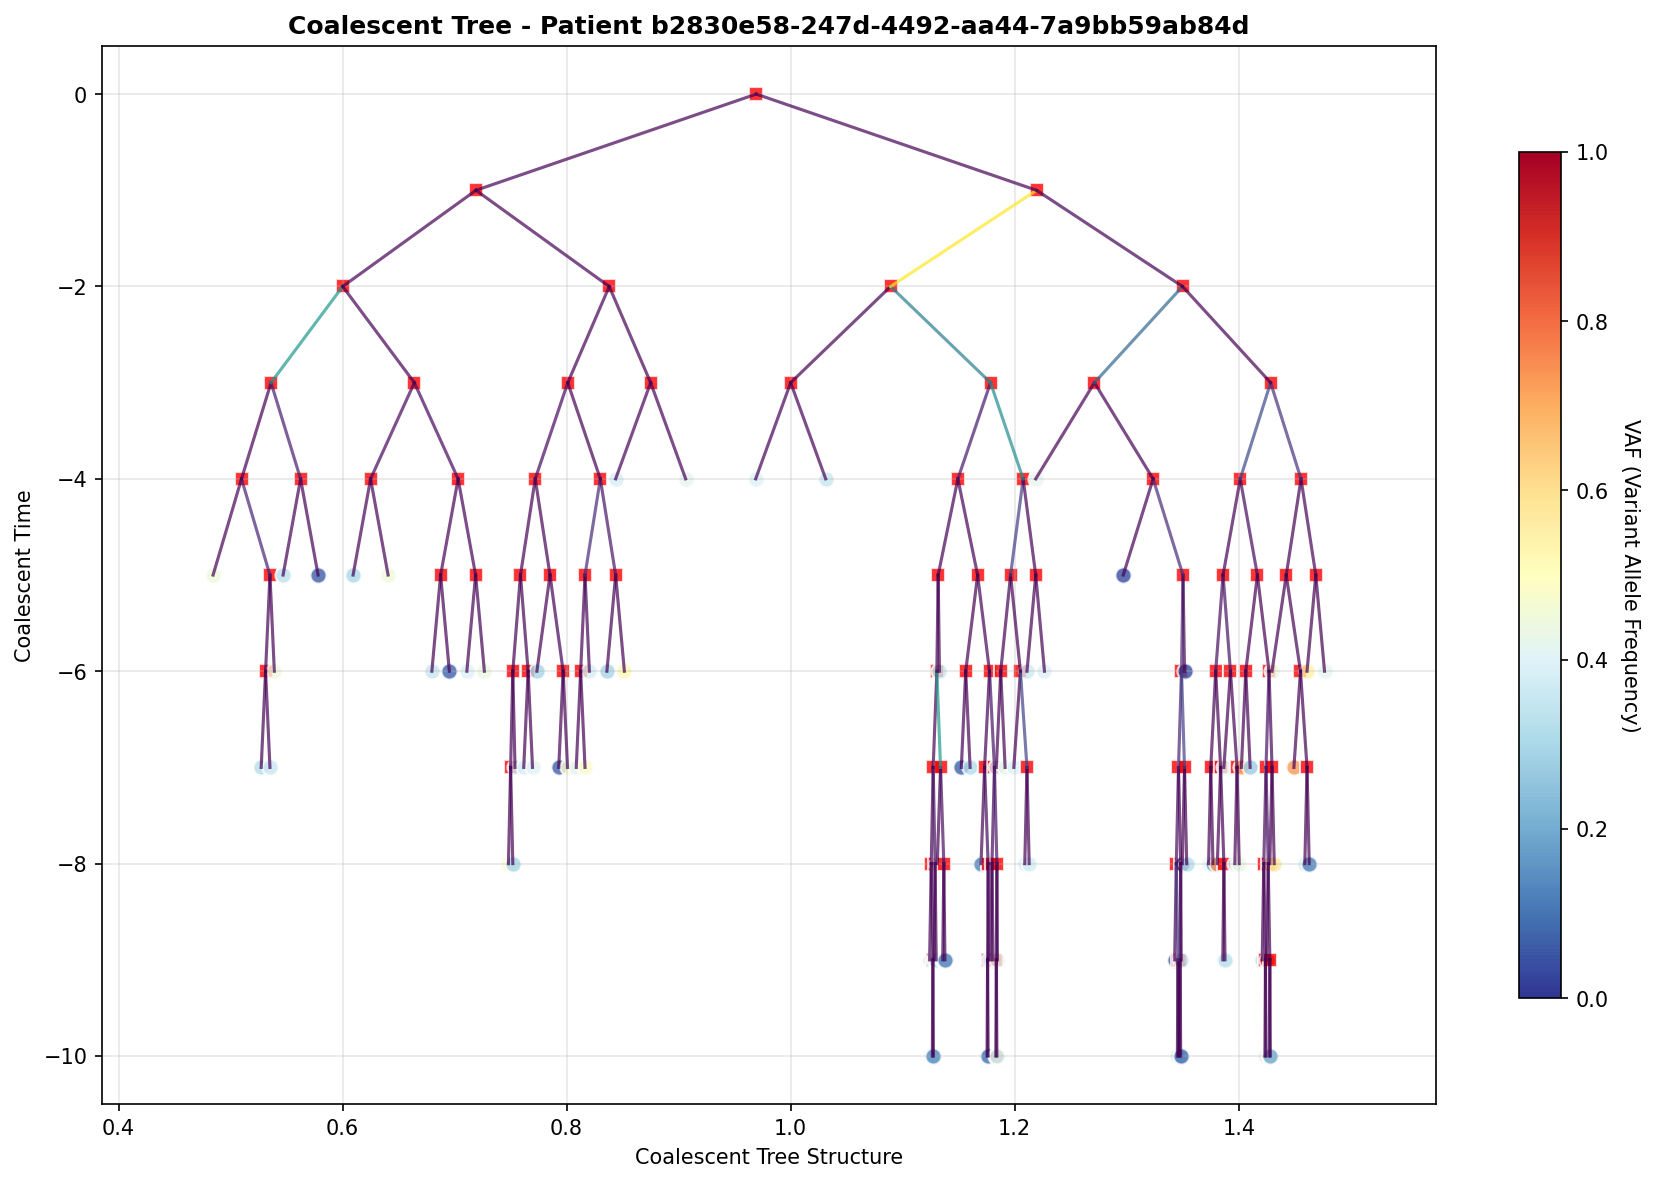 Coalescent Tree - Patient b2830e58-247d-4492-aa44-7a9bb59ab84d
0
−2
−4
−6
−8
−10
Coalescent Time
0.4 0.6 0.8 1.0 1.2 1.4
Coalescent Tree Structure
1.0
0.8
0.6
0.4
0.2
0.0
VAF (Variant Allele Frequency)